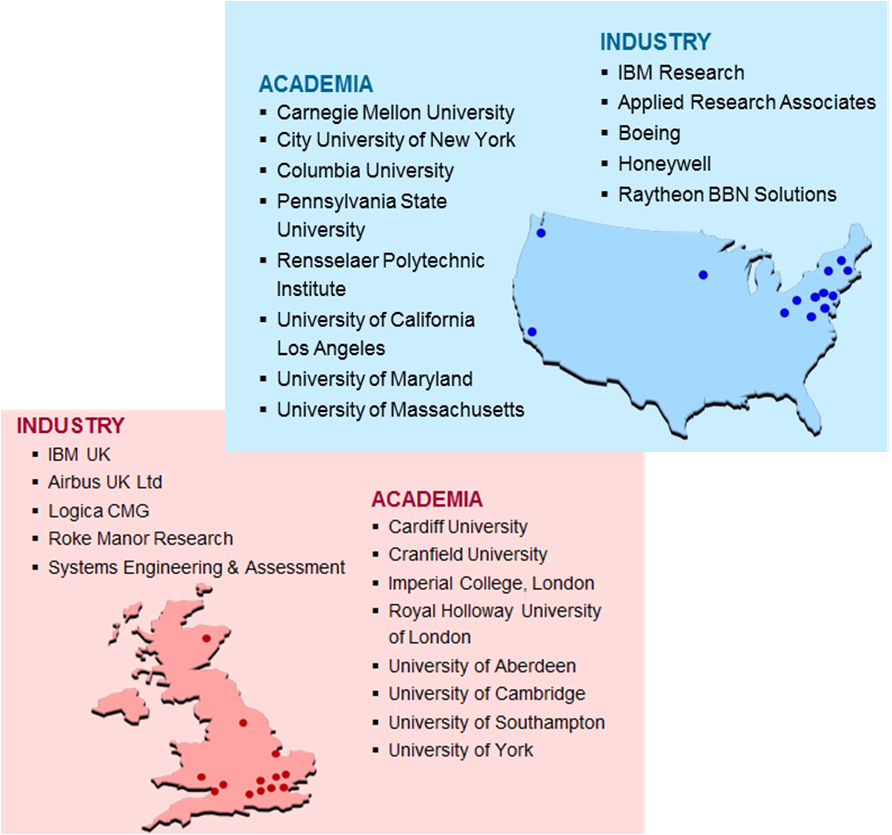 ACADEMIA
▪ Carnegie Mellon University
▪ City University of New York
▪ Columbia University
▪ Pennsylvania State
University
▪ Rensselaer Polytechnic
Institute
▪ University of California
Los Angeles
▪ University of Maryland
▪ University of Massachusetts
INDUSTRY
▪ IBM Research
▪ Applied Research Associates
▪ Boeing
▪ Honeywell
▪ Raytheon BBN Solutions
INDUSTRY
▪ IBM UK
▪ Airbus UK Ltd
▪ Logica CMG
▪ Roke Manor Research
▪ Systems Engineering & Assessment
ACADEMIA
▪ Cardiff University
▪ Cranfield University
▪ Imperial College, London
▪ Royal Holloway University
of London
▪ University of Aberdeen
▪ University of Cambridge
▪ University of Southampton
▪ University of York